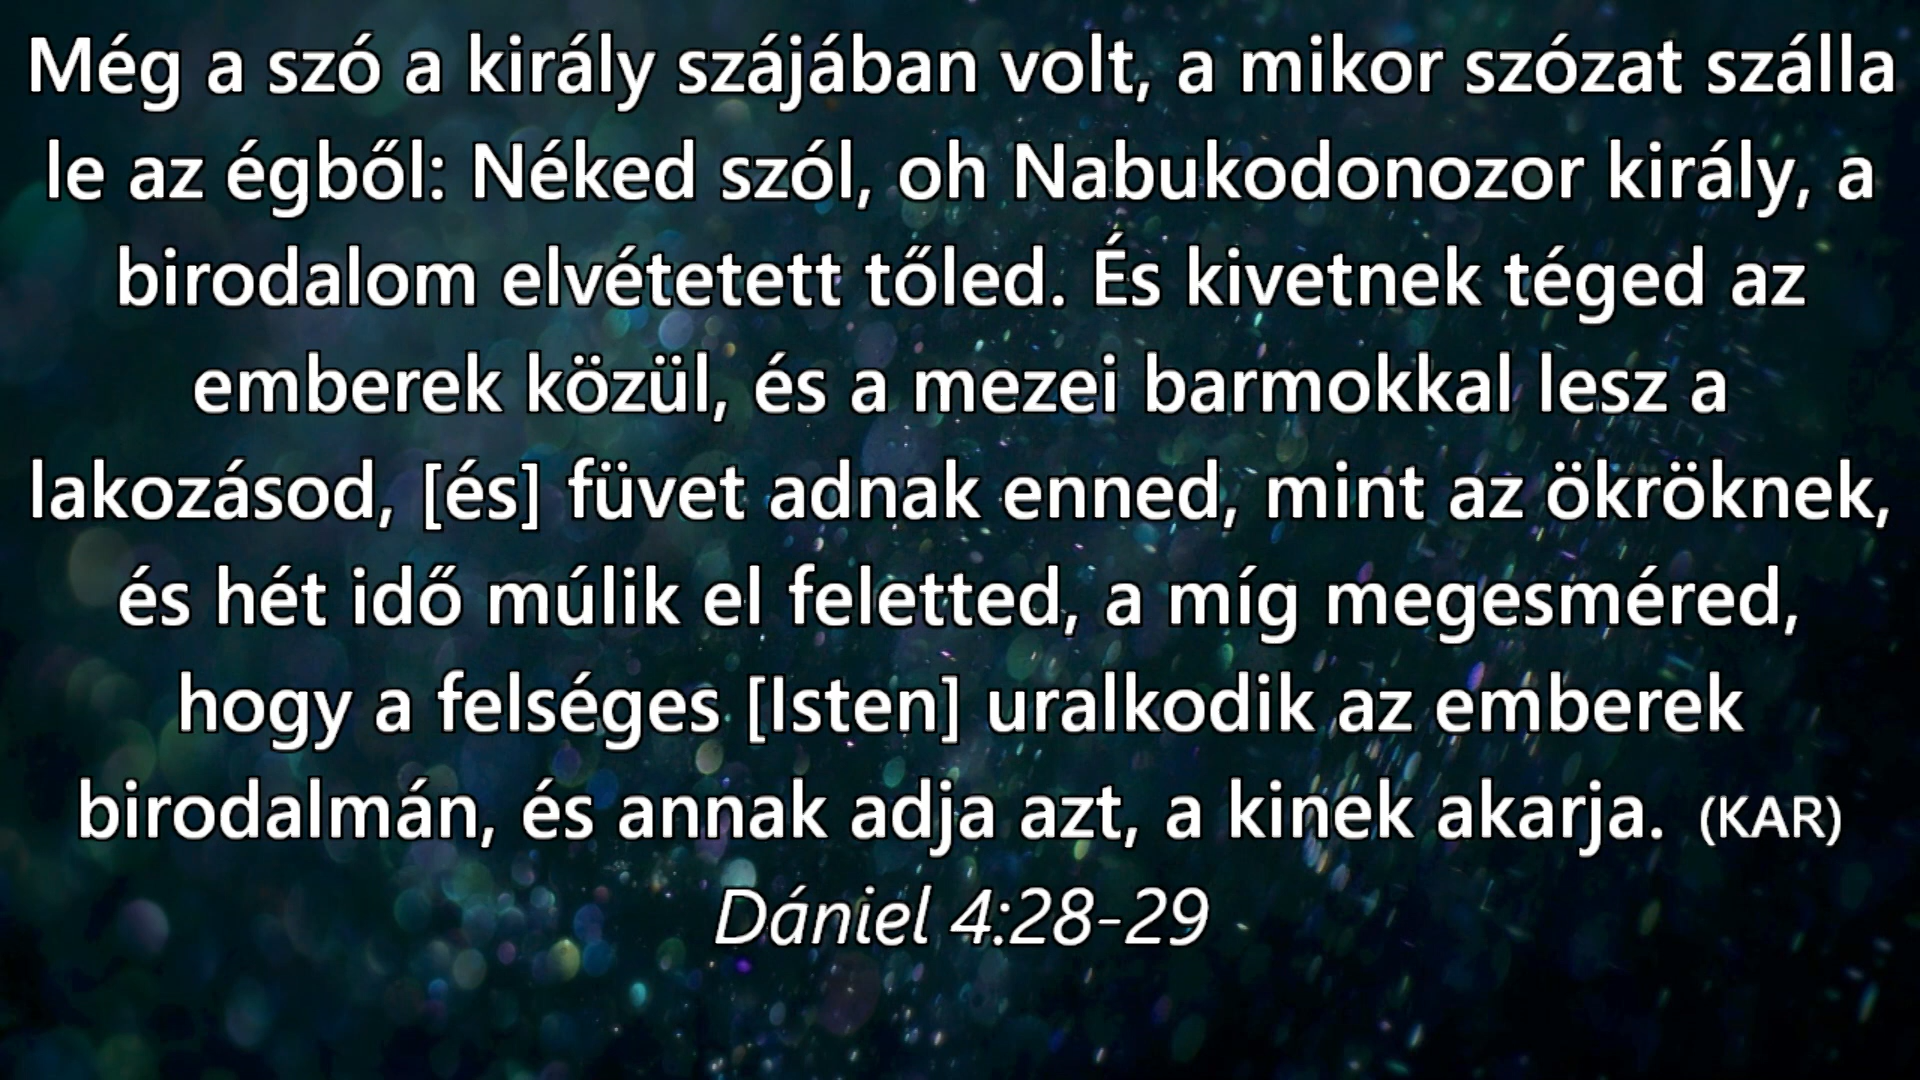 Még a szó a király szájában volt, a mikor szózat szálla
le az égből: Néked szól, oh Nabukodonozor király, a
birodalom elvétetett tőled. És kivetnek téged az
emberek közül, és a mezei barmokkal lesz a
lakozásod, [és] füvet adnak enned, mint az ökröknek,
és hét idő múlik el feletted, a míg megesméred,
hogy a felséges [Isten] uralkodik az emberek
birodalmán, és annak adja azt, a kinek akarja. (KAR)
Dániel 4:28-29